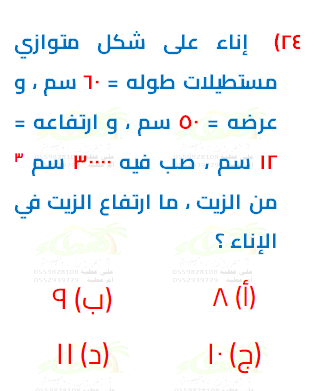 ٢٤) إناء على شكل متوازي
مستطيلات طوله = ٦٠ سم ، و
عرضه = ٥٠ سم ، و ارتفاعه =
١٢ سم ، صب فيه ٣٠٠٠٠ سم ٣
من الزيت ، ما ارتفاع الزيت في
الإناء ؟
(أ) ٨ (ب) ٩
(ج) ١٠ (د) ١١